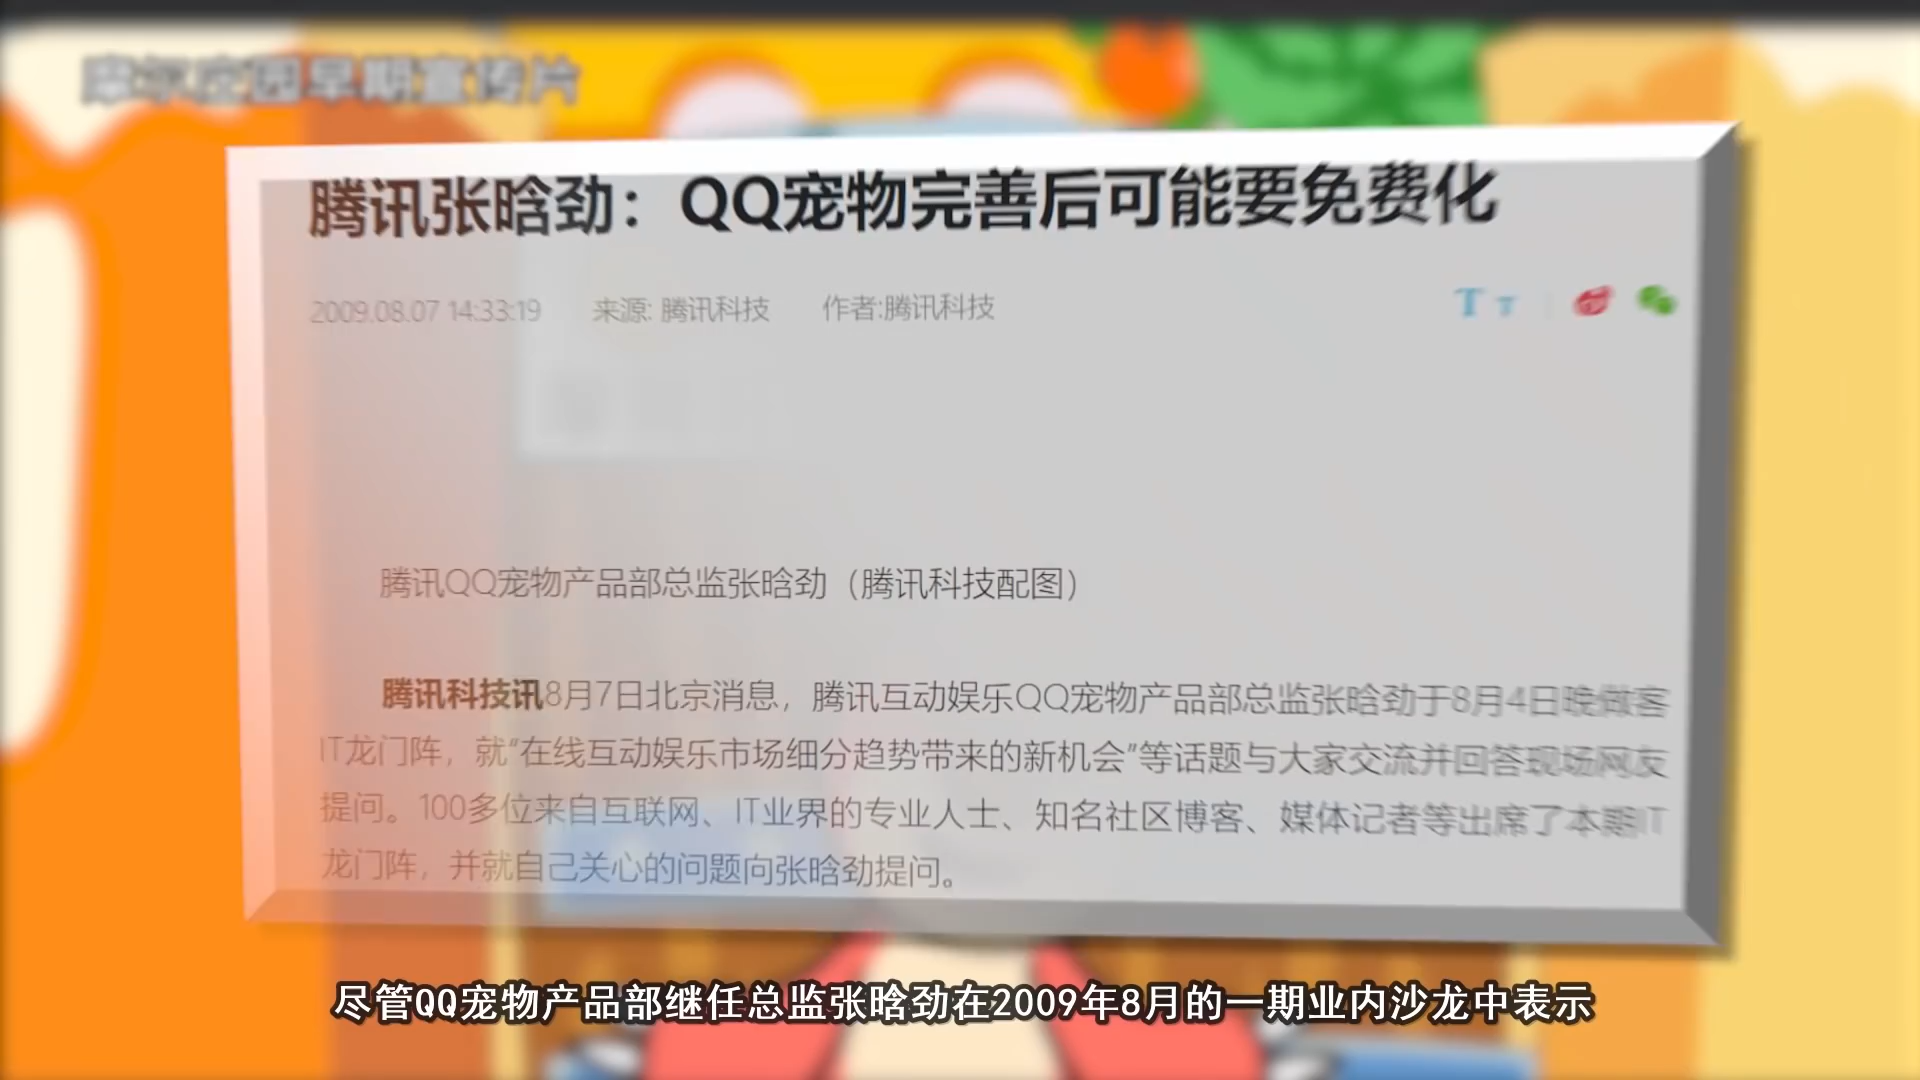 摩尔庄园早期宣传片
腾讯张晗劲：QQ宠物完善后可能要免费化
2009.08.07 14:33:19 来源: 腾讯科技 作者:腾讯科技
T T
腾讯QQ宠物产品部总监张晗劲（腾讯科技配图）
腾讯科技讯8月7日北京消息，腾讯互动娱乐QQ宠物产品部总监张晗劲于8月4日晚做客
IT龙门阵，就“在线互动娱乐市场细分趋势带来的新机会”等话题与大家交流并回答现场网友
提问。100多位来自互联网、IT业界的专业人士、知名社区博客、媒体记者等出席了本期IT
龙门阵，并就自己关心的问题向张晗劲提问。
尽管QQ宠物产品部继任总监张晗劲在2009年8月的一期业内沙龙中表示